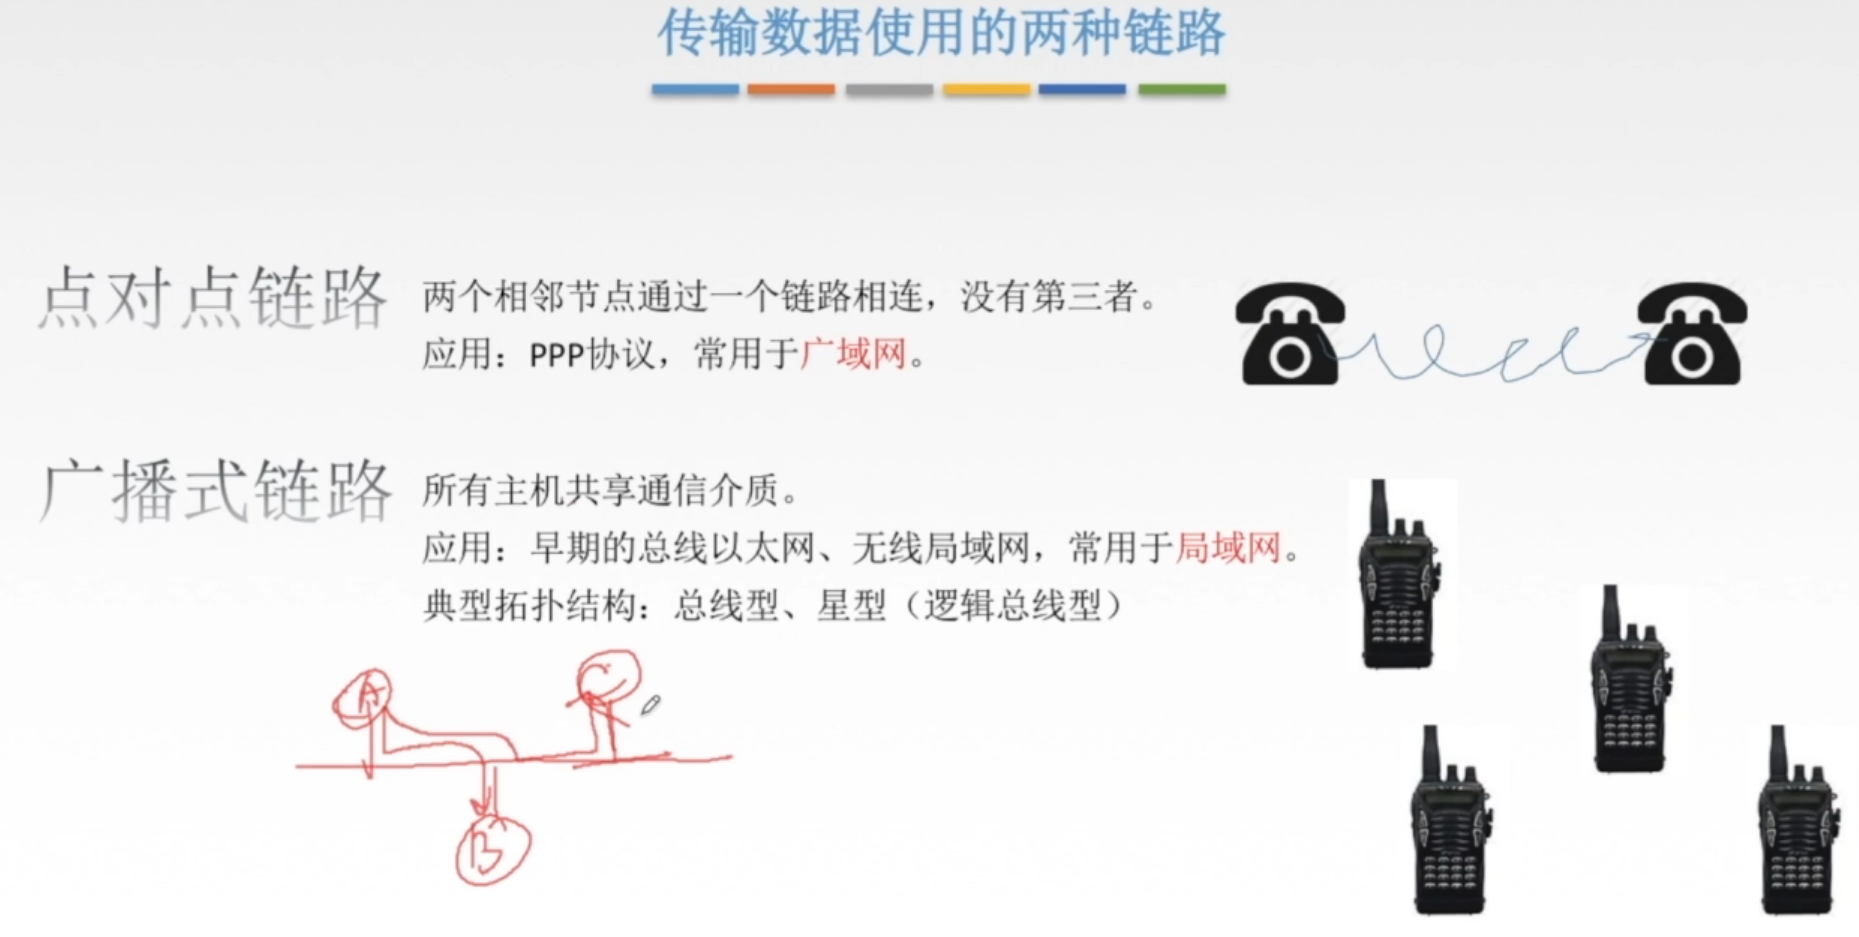 传输数据使用的两种链路
点对点链路
两个相邻节点通过一个链路相连，没有第三者。
应用：PPP协议，常用于广域网。
广播式链路
所有主机共享通信介质。
应用：早期的总线以太网、无线局域网，常用于局域网。
典型拓扑结构：总线型、星型（逻辑总线型）
A
C
B